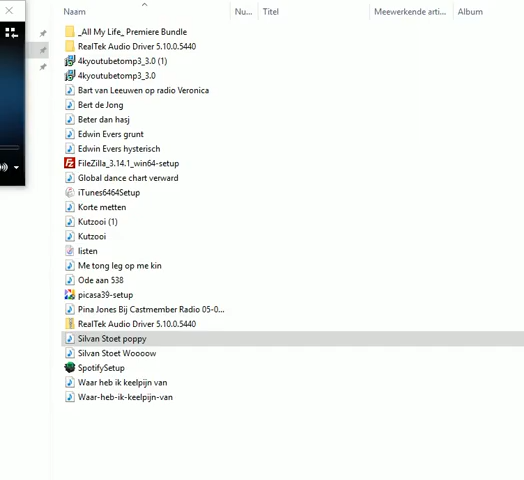 Naam Nu... Titel Meewerkende arti... Album
_All My Life_ Premiere Bundle
RealTek Audio Driver 5.10.0.5440
4kyoutubetomp3_3.0 (1)
4kyoutubetomp3_3.0
Bart van Leeuwen op radio Veronica
Bert de Jong
Beter dan hasj
Edwin Evers grunt
Edwin Evers hysterisch
FileZilla_3.14.1_win64-setup
Global dance chart verward
iTunes6464Setup
Korte metten
Kutzooi (1)
Kutzooi
listen
Me tong leg op me kin
Ode aan 538
picasa39-setup
Pina Jones Bij Castmember Radio 05-0...
RealTek Audio Driver 5.10.0.5440
Silvan Stoet poppy
Silvan Stoet Woooow
SpotifySetup
Waar heb ik keelpijn van
Waar-heb-ik-keelpijn-van